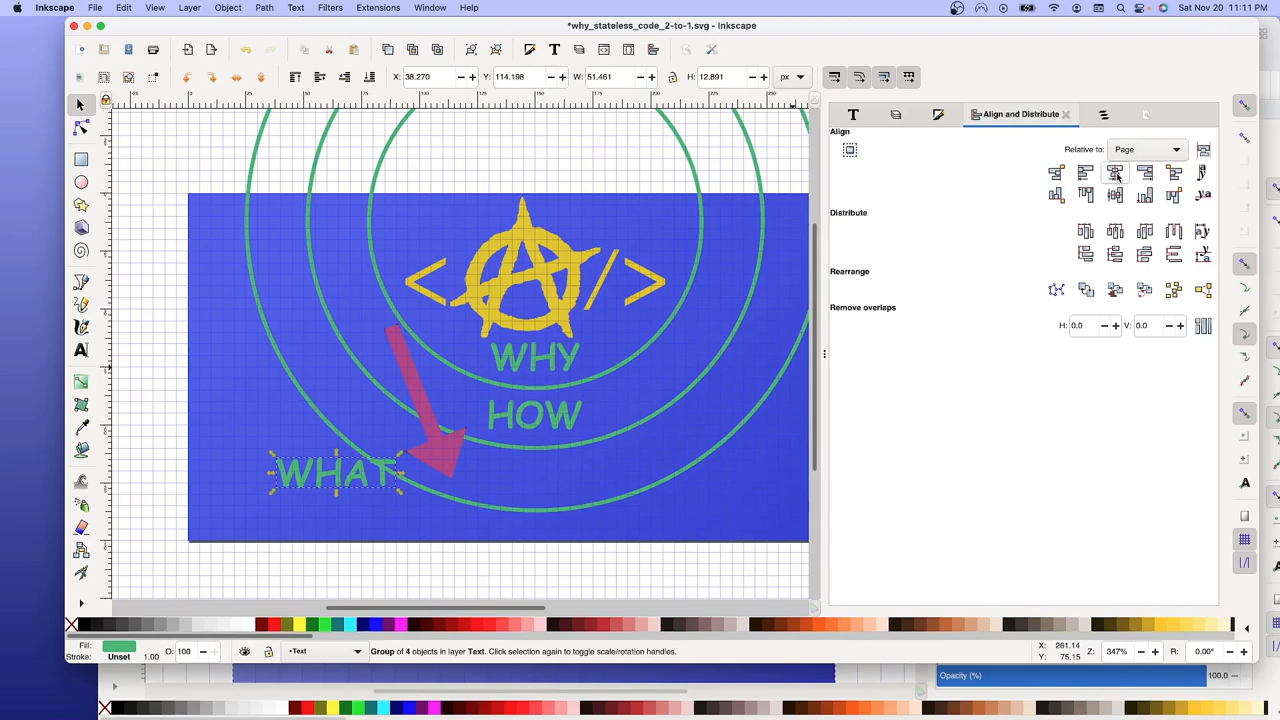 Inkscape File Edit View Layer Object Path Text Filters Extensions Window Help
Sat Nov 20 11:11 PM
*why_stateless_code_2-to-1.svg - Inkscape
X: 38.270 Y: 114.198 W: 51.461 H: 12.891 px
Align and Distribute
Align
Relative to: Page
Distribute
Rearrange
Remove overlaps
H: 0.0 V: 0.0
< A />
WHY
HOW
WHAT
Fill:
Stroke: Unset 1.00
O: 100
•Text
Group of 4 objects in layer Text. Click selection again to toggle scale/rotation handles.
X: 261.14
Y: 75.15
Z: 347%
R: 0.00°
Opacity (%) 100.0